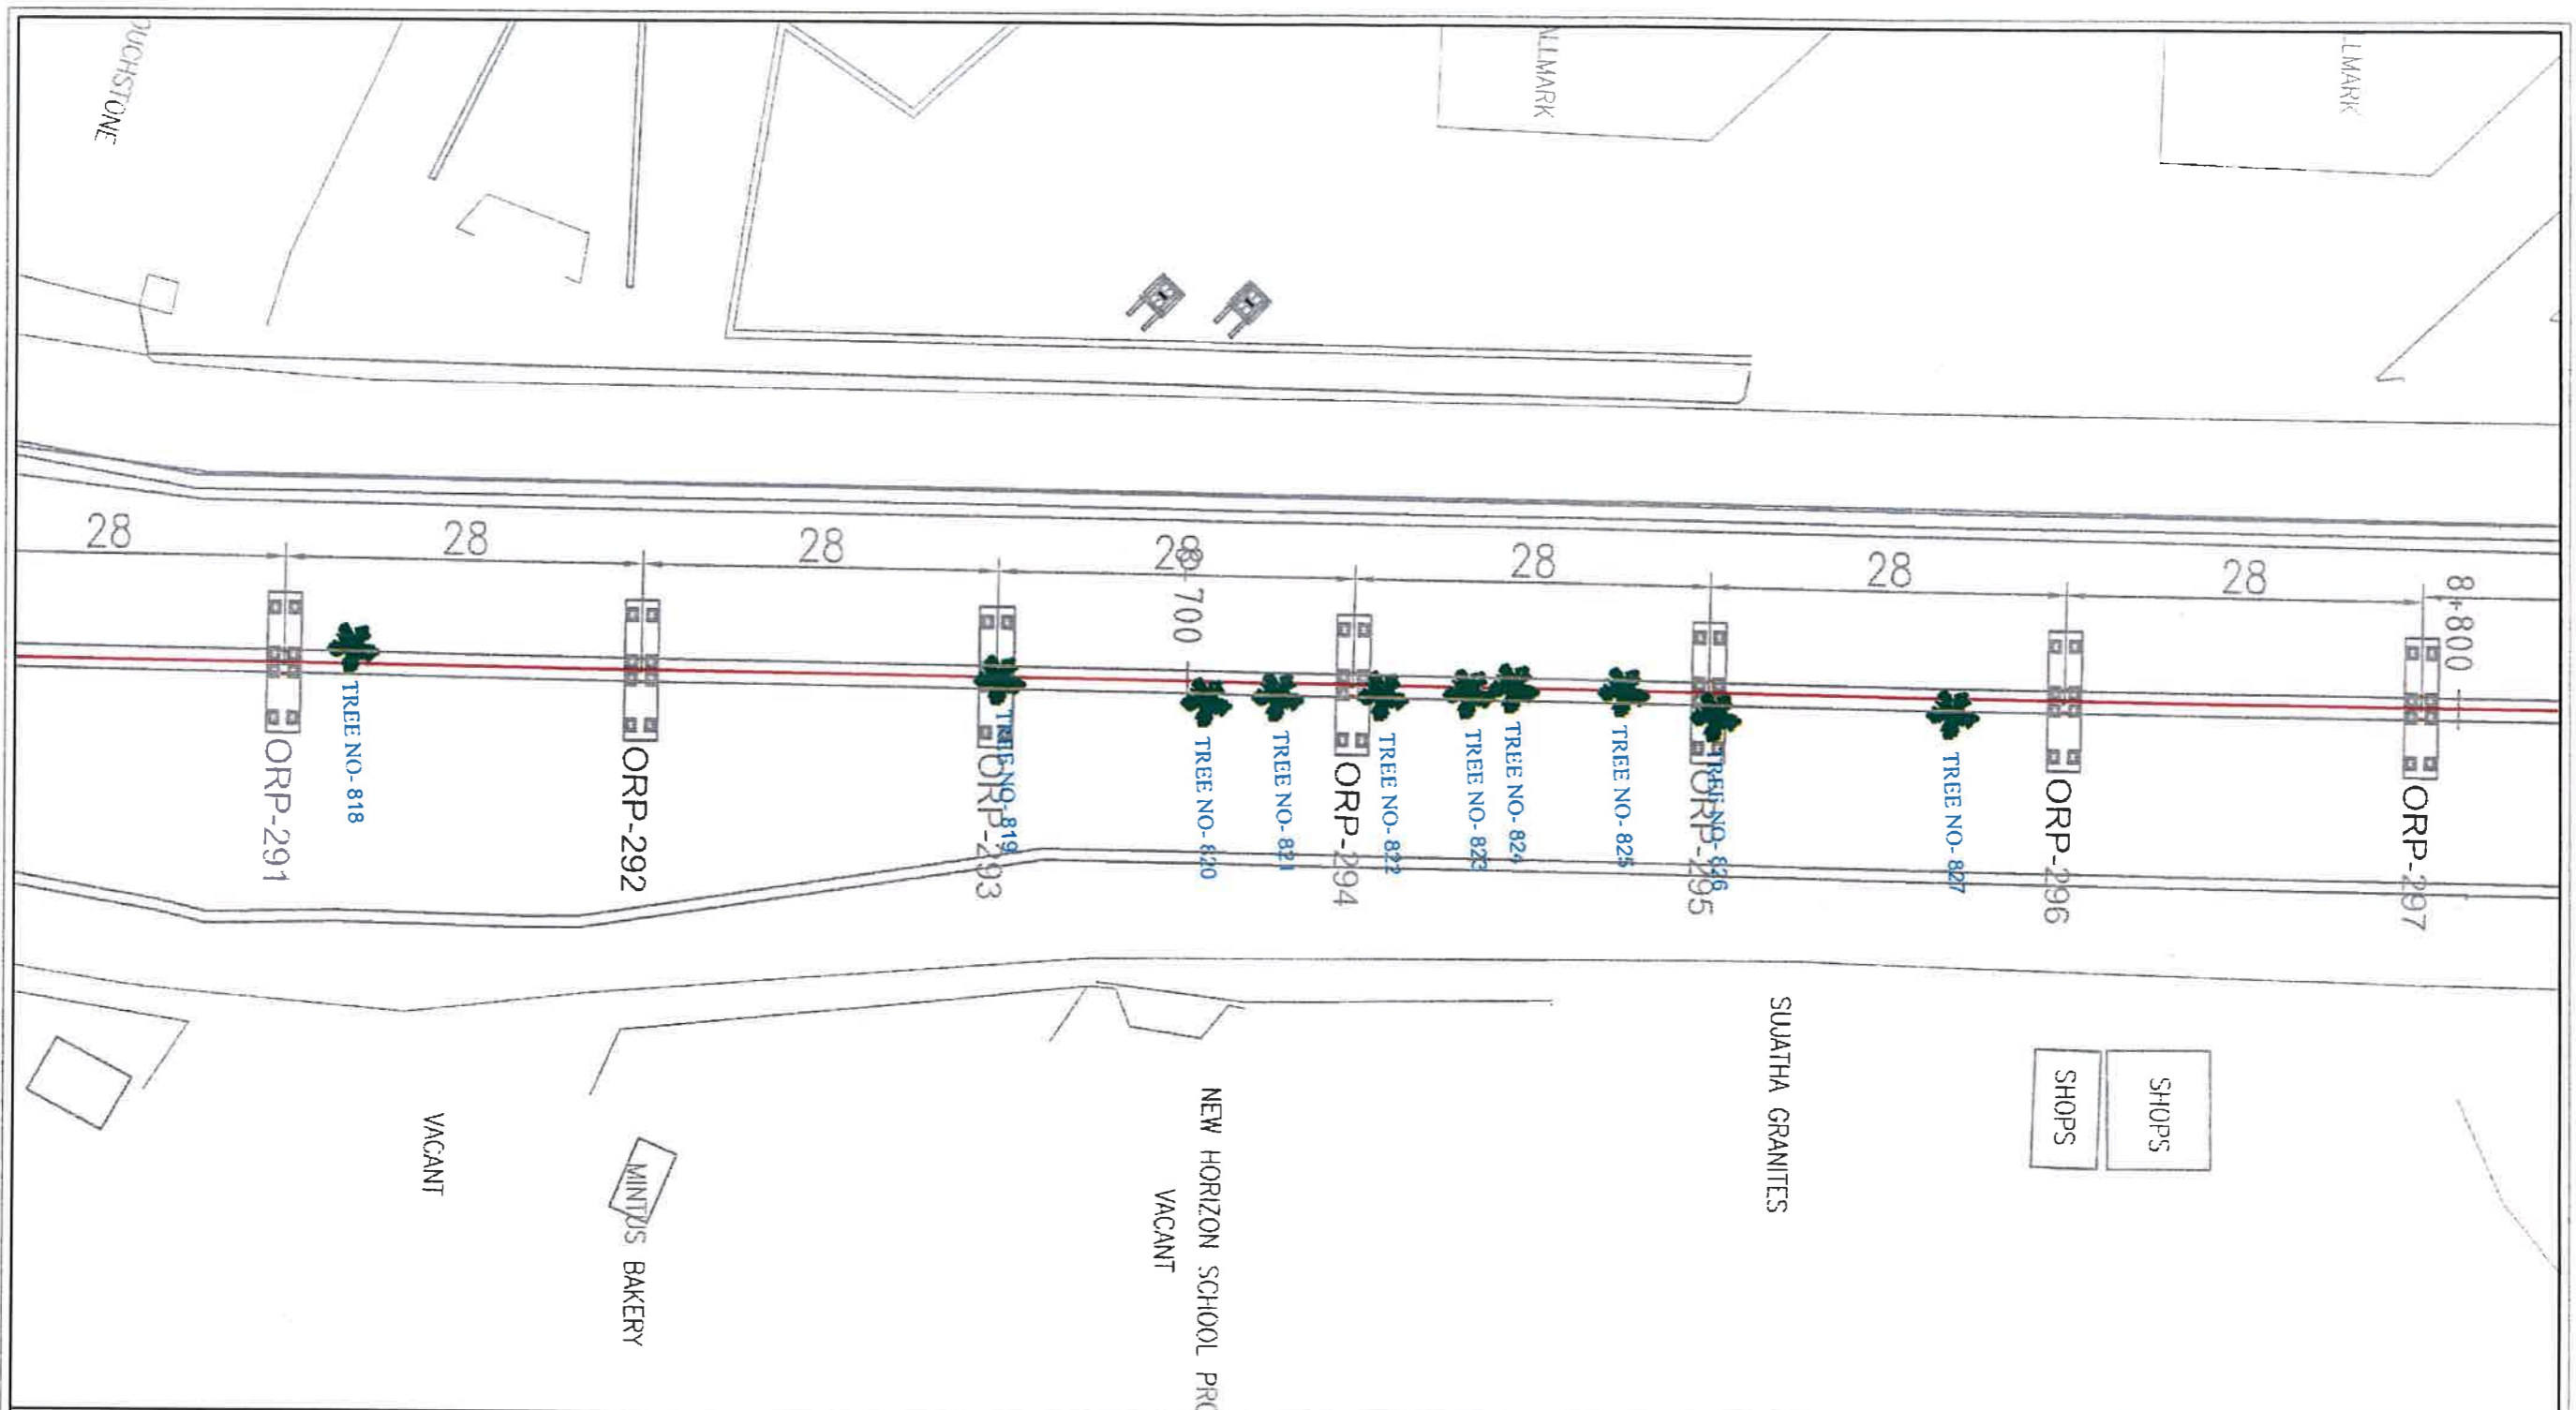 OUCHSTONE
ALLMARK
LLMARK
28
28
28
28
28
28
28
700
8+800
TREE NO-818
TREE NO-819
TREE NO-820
TREE NO-821
TREE NO-822
TREE NO-823
TREE NO-824
TREE NO-825
TREE NO-826
TREE NO-827
ORP-291
ORP-292
ORP-293
ORP-294
ORP-295
ORP-296
ORP-297
VACANT
MINTUS BAKERY
NEW HORIZON SCHOOL PRO
VACANT
SUJATHA GRANITES
SHOPS
SHOPS